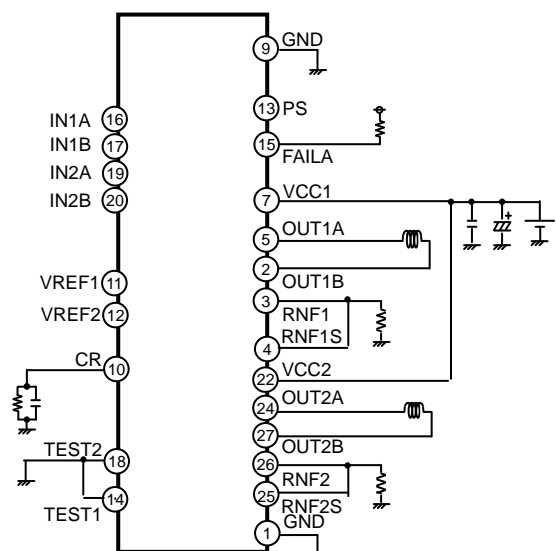 9 GND
13 PS
15 FAILA
7 VCC1
5 OUT1A
2 OUT1B
3 RNF1
4 RNF1S
22 VCC2
24 OUT2A
27 OUT2B
26 RNF2
25 RNF2S
1 GND
IN1A 16
IN1B 17
IN2A 19
IN2B 20
VREF1 11
VREF2 12
CR 10
TEST2 18
TEST1 14
+